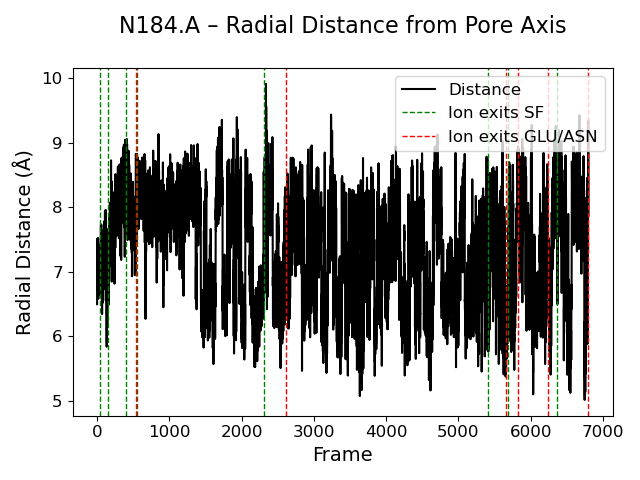 N184.A – Radial Distance from Pore Axis
Distance
Ion exits SF
Ion exits GLU/ASN
Radial Distance (Å)
10
9
8
7
6
5
0 1000 2000 3000 4000 5000 6000 7000
Frame